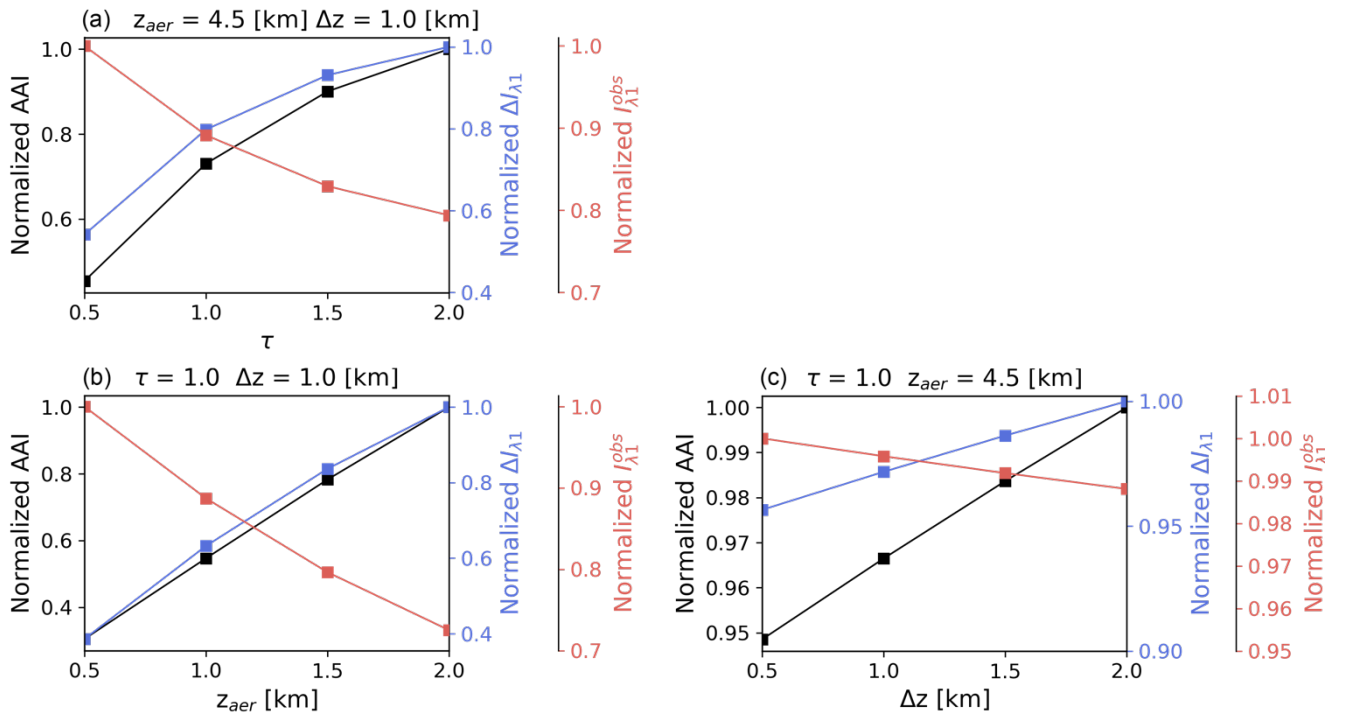 (a) z_aer = 4.5 [km] Δz = 1.0 [km]
Normalized AAI
1.0
0.8
0.6
0.5 1.0 1.5 2.0
τ
1.0
0.8
0.6
0.4
Normalized ΔI_λ1
1.0
0.9
0.8
0.7
Normalized I_λ1^obs
(b) τ = 1.0 Δz = 1.0 [km]
Normalized AAI
1.0
0.8
0.6
0.4
0.5 1.0 1.5 2.0
z_aer [km]
1.0
0.8
0.6
0.4
Normalized ΔI_λ1
1.0
0.9
0.8
0.7
Normalized I_λ1^obs
(c) τ = 1.0 z_aer = 4.5 [km]
Normalized AAI
1.00
0.99
0.98
0.97
0.96
0.95
0.5 1.0 1.5 2.0
Δz [km]
1.00
0.95
0.90
Normalized ΔI_λ1
1.01
1.00
0.99
0.98
0.97
0.96
0.95
Normalized I_λ1^obs